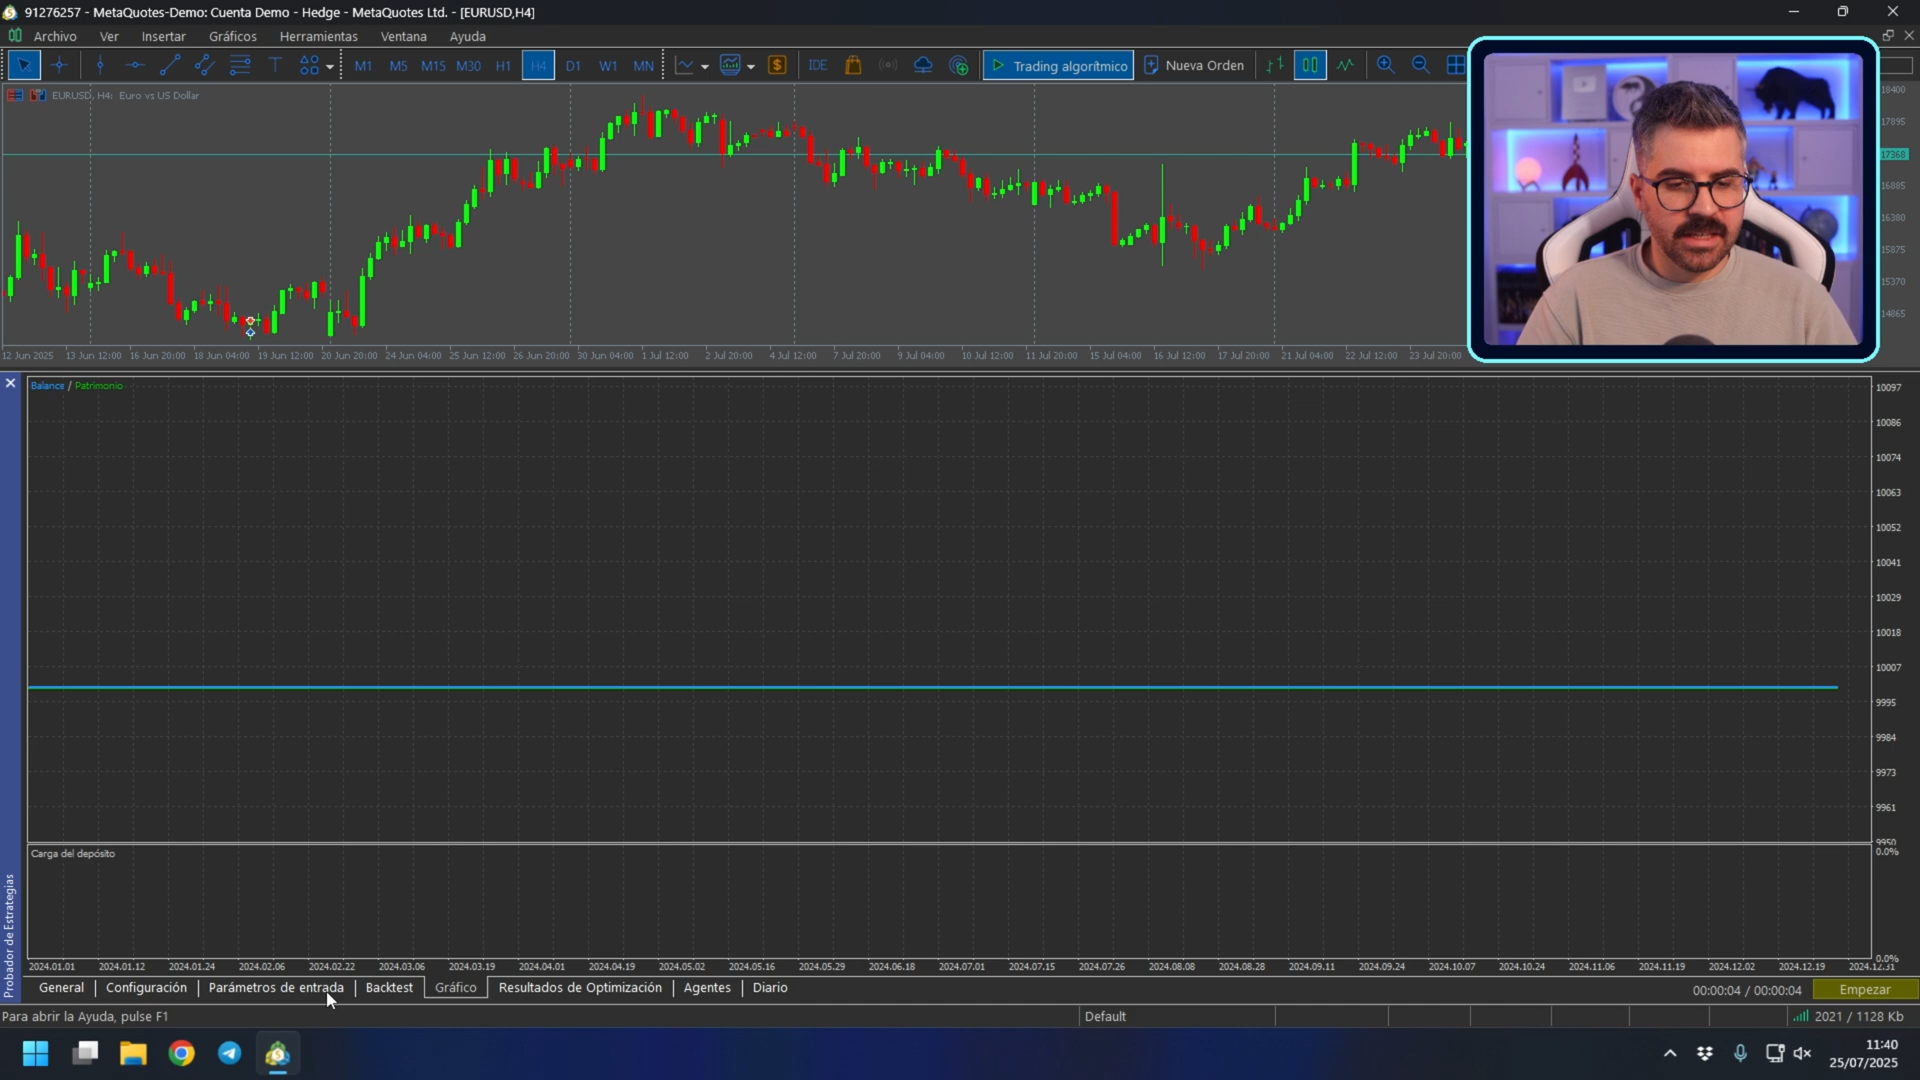 91276257 - MetaQuotes-Demo: Cuenta Demo - Hedge - MetaQuotes Ltd. - [EURUSD,H4]
Archivo Ver Insertar Gráficos Herramientas Ventana Ayuda
M1 M5 M15 M30 H1 H4 D1 W1 MN IDE Trading algorítmico Nueva Orden
EURUSD, H4: Euro vs US Dollar
18400
17895
17368
16885
16380
15875
15370
14865
12 Jun 2025 13 Jun 12:00 16 Jun 20:00 18 Jun 04:00 19 Jun 12:00 20 Jun 20:00 24 Jun 04:00 25 Jun 12:00 26 Jun 20:00 30 Jun 04:00 1 Jul 12:00 2 Jul 20:00 4 Jul 12:00 7 Jul 20:00 9 Jul 04:00 10 Jul 12:00 11 Jul 20:00 15 Jul 04:00 16 Jul 12:00 17 Jul 20:00 21 Jul 04:00 22 Jul 12:00 23 Jul 20:00
Balance / Patrimonio
10097
10086
10074
10063
10052
10041
10029
10018
10007
9995
9984
9973
9961
9950
Carga del depósito
0.0%
0.0%
2024.01.01 2024.01.12 2024.01.24 2024.02.06 2024.02.22 2024.03.06 2024.03.19 2024.04.01 2024.04.19 2024.05.02 2024.05.16 2024.05.29 2024.06.18 2024.07.01 2024.07.15 2024.07.26 2024.08.08 2024.08.28 2024.09.11 2024.09.24 2024.10.07 2024.10.24 2024.11.06 2024.11.19 2024.12.02 2024.12.19 2024.12.31
Probador de Estrategias
General Configuración Parámetros de entrada Backtest Gráfico Resultados de Optimización Agentes Diario
00:00:04 / 00:00:04 Empezar
Para abrir la Ayuda, pulse F1 Default 2021 / 1128 Kb
11:40
25/07/2025